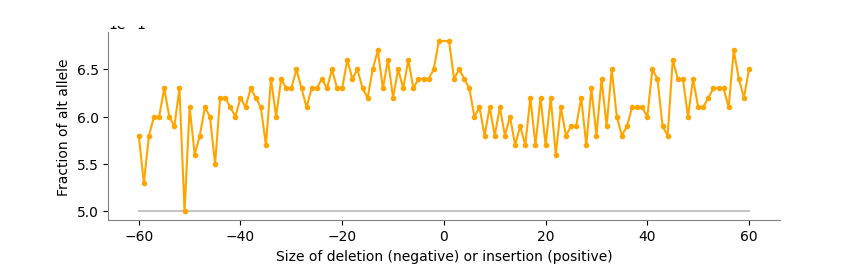 6.5
6.0
5.5
5.0
Fraction of alt allele
−60 −40 −20 0 20 40 60
Size of deletion (negative) or insertion (positive)